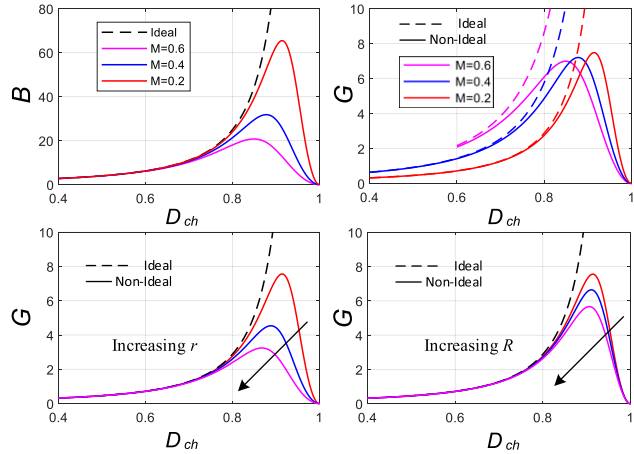 80
60
40
20
0
B
Ideal
M=0.6
M=0.4
M=0.2
0.4
0.6
0.8
1
D ch
10
8
6
4
2
0
G
Ideal
Non-Ideal
M=0.6
M=0.4
M=0.2
0.4
0.6
0.8
1
D ch
10
8
6
4
2
0
G
Ideal
Non-Ideal
Increasing r
0.4
0.6
0.8
1
D ch
10
8
6
4
2
0
G
Ideal
Non-Ideal
Increasing R
0.4
0.6
0.8
1
D ch